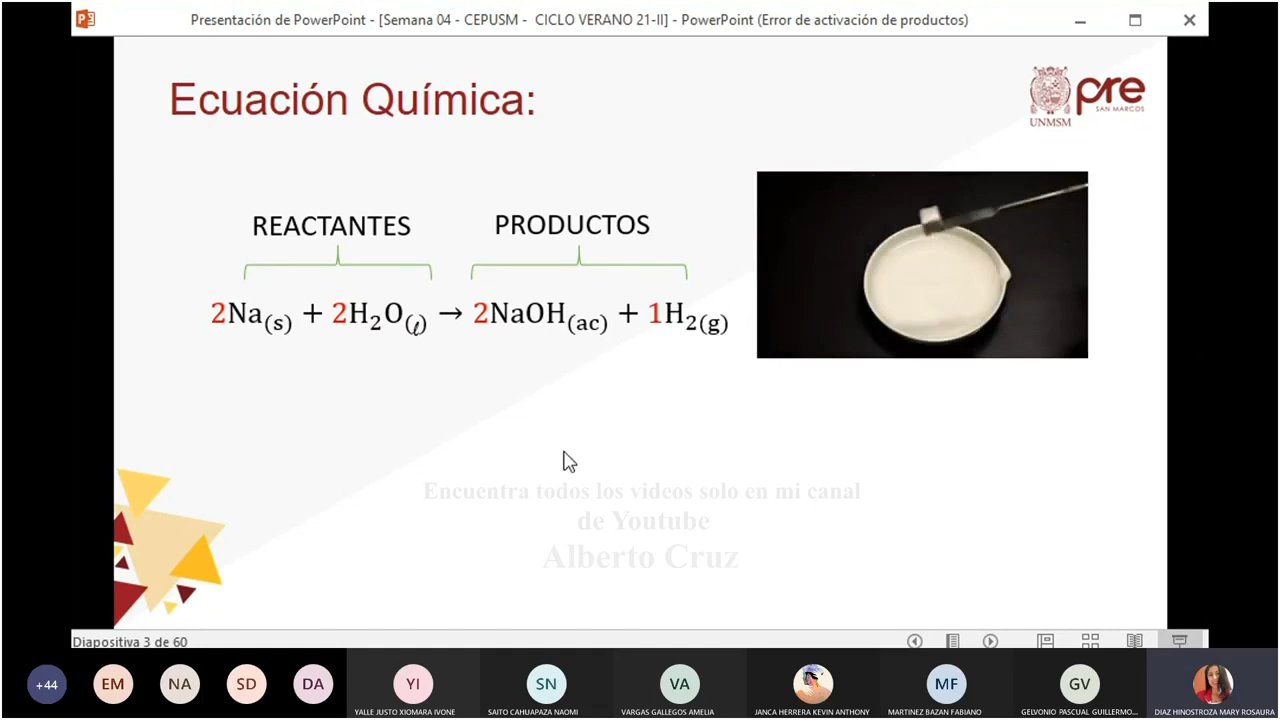 Presentación de PowerPoint - [Semana 04 - CEPUSM - CICLO VERANO 21-II] - PowerPoint (Error de activación de productos)
Ecuación Química:
UNMSM
pre
SAN MARCOS
REACTANTES
PRODUCTOS
2Na(s) + 2H₂O(ℓ) → 2NaOH(ac) + 1H₂(g)
Encuentra todos los videos solo en mi canal
de Youtube
Alberto Cruz
Diapositiva 3 de 60
+44
EM
NA
SD
DA
YI
SN
VA
MF
GV
YALLE JUSTO XIOMARA IVONE
SAITO CAHUAPAZA NAOMI
VARGAS GALLEGOS AMELIA
JANCA HERRERA KEVIN ANTHONY
MARTINEZ BAZAN FABIANO
GELVONIO PASCUAL GUILLERMO...
DIAZ HINOSTROZA MARY ROSAURA